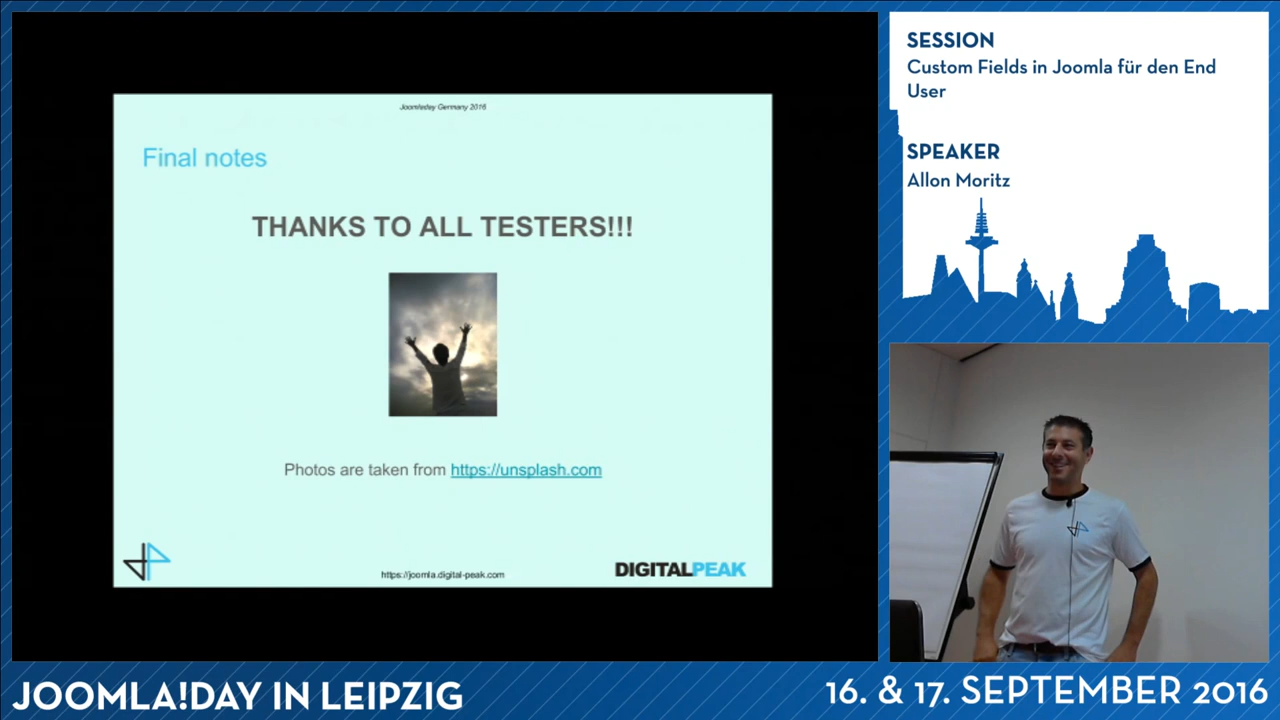 Joomladay Germany 2016
Final notes
THANKS TO ALL TESTERS!!!
Photos are taken from https://unsplash.com
https://joomla.digital-peak.com
DIGITALPEAK
SESSION
Custom Fields in Joomla für den End
User
SPEAKER
Allon Moritz
JOOMLA!DAY IN LEIPZIG
16. & 17. SEPTEMBER 2016